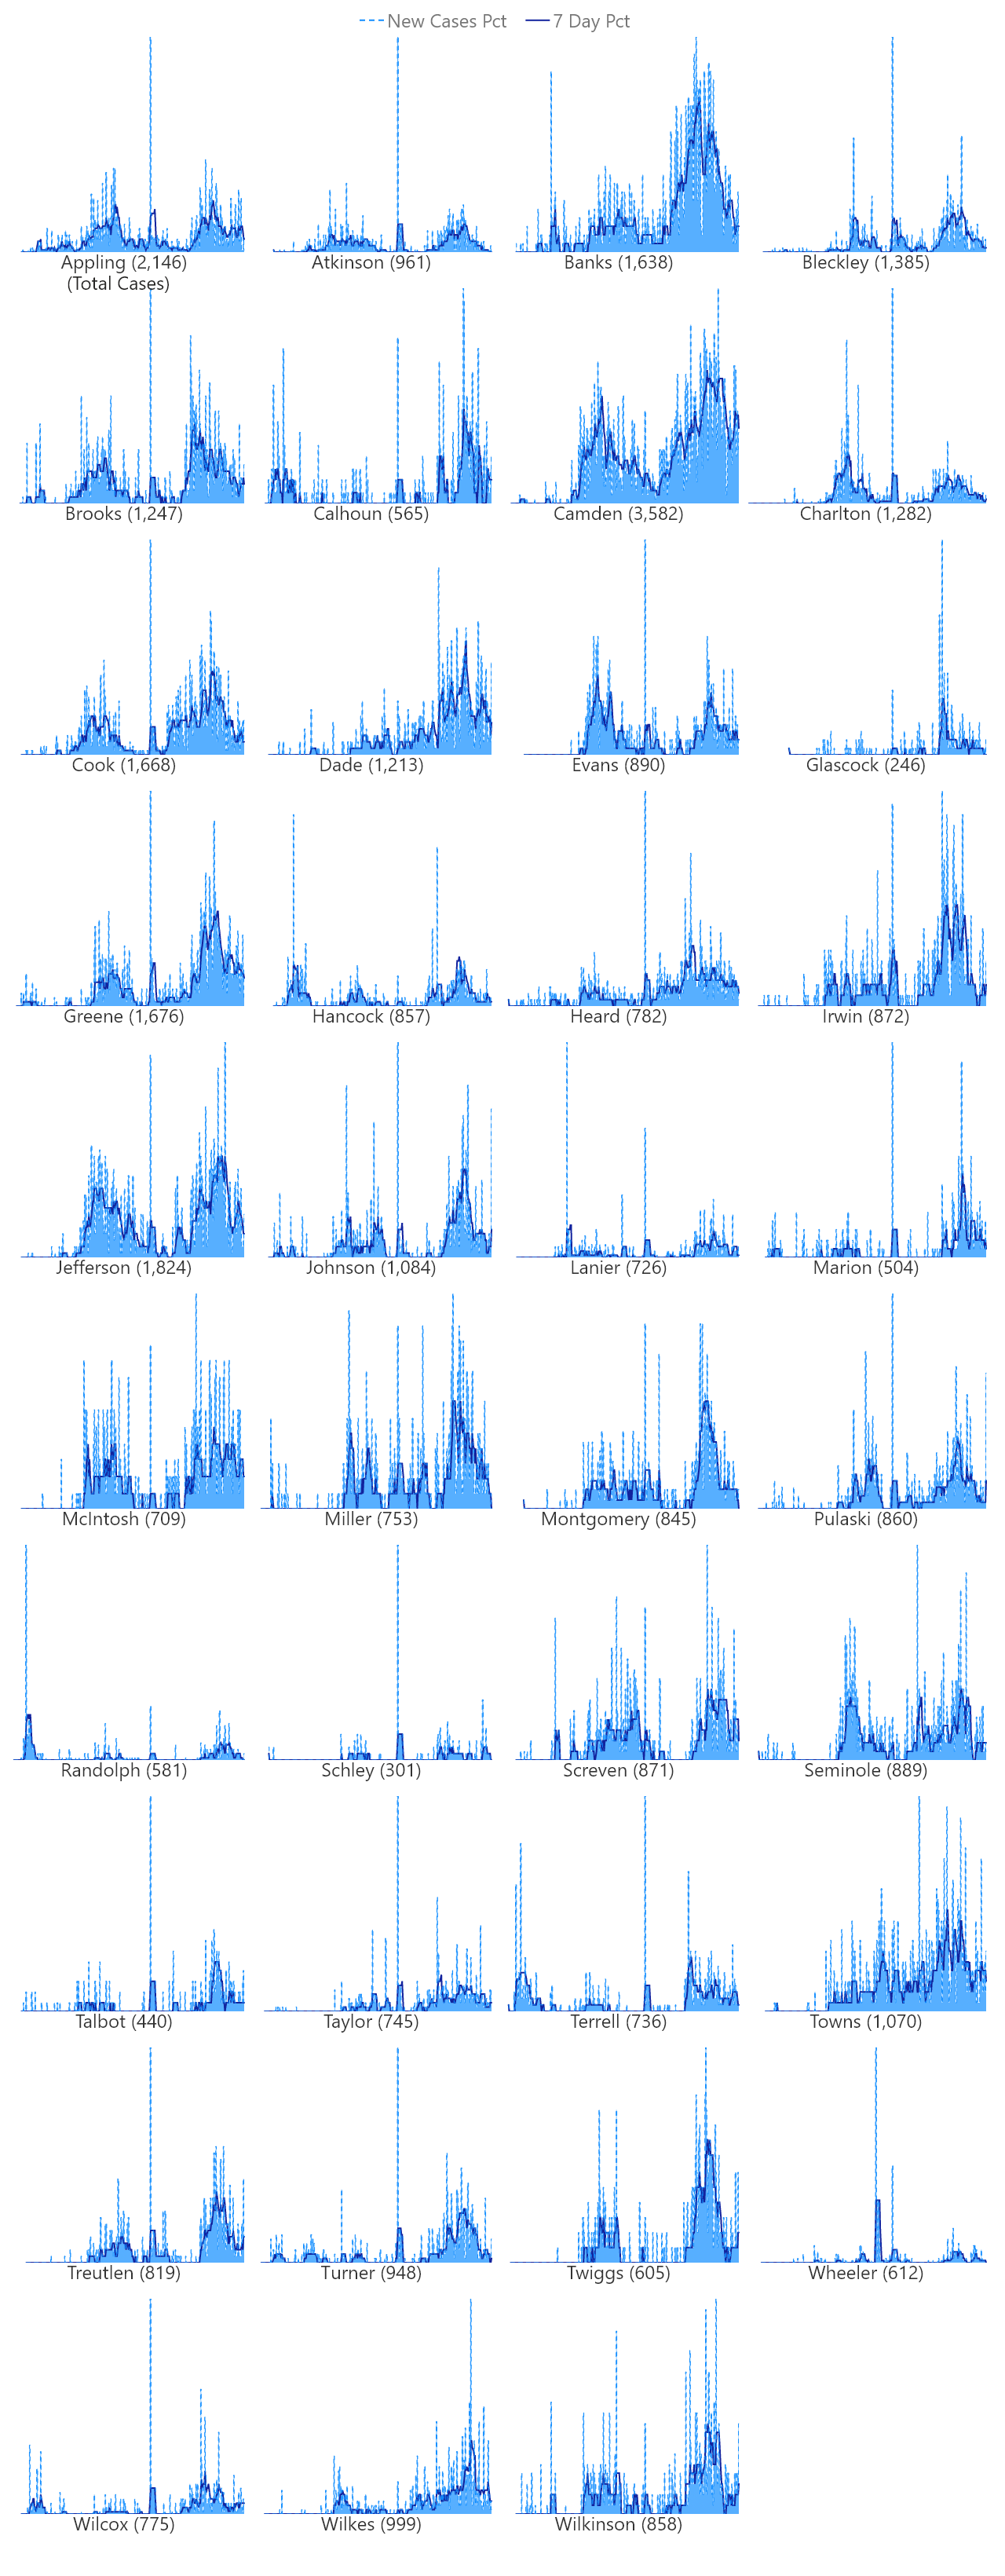 New Cases Pct 7 Day Pct
Appling (2,146) Atkinson (961) Banks (1,638) Bleckley (1,385)
(Total Cases)
Brooks (1,247) Calhoun (565) Camden (3,582) Charlton (1,282)
Cook (1,668) Dade (1,213) Evans (890) Glascock (246)
Greene (1,676) Hancock (857) Heard (782) Irwin (872)
Jefferson (1,824) Johnson (1,084) Lanier (726) Marion (504)
McIntosh (709) Miller (753) Montgomery (845) Pulaski (860)
Randolph (581) Schley (301) Screven (871) Seminole (889)
Talbot (440) Taylor (745) Terrell (736) Towns (1,070)
Treutlen (819) Turner (948) Twiggs (605) Wheeler (612)
Wilcox (775) Wilkes (999) Wilkinson (858)